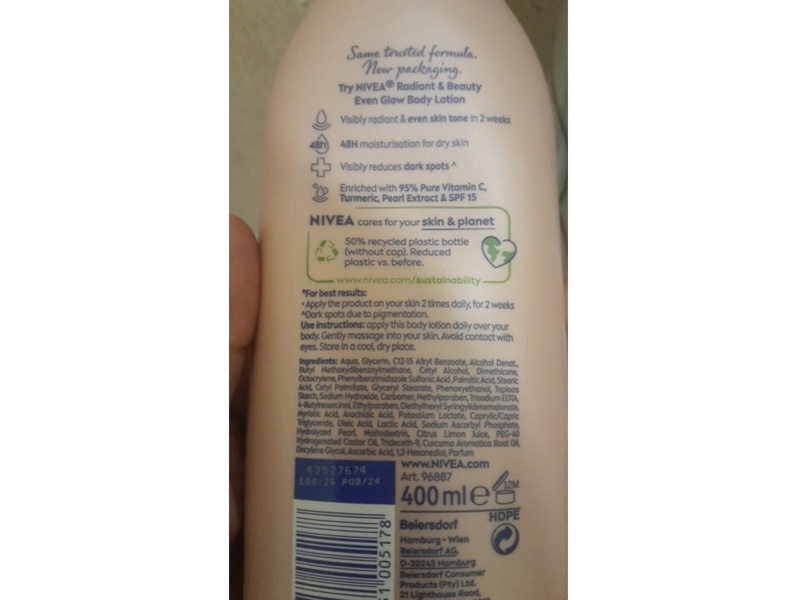 Same trusted formula.
New packaging.
Try NIVEA® Radiant & Beauty
Even Glow Body Lotion
Visibly radiant & even skin tone in 2 weeks
48h 48H moisturisation for dry skin
Visibly reduces dark spots ^
Enriched with 95% Pure Vitamin C,
Turmeric, Pearl Extract & SPF 15
NIVEA cares for your skin & planet
50% recycled plastic bottle
(without cap). Reduced
plastic vs. before.
www.nivea.com/sustainability
*For best results:
• Apply the product on your skin 2 times daily, for 2 weeks
^Dark spots due to pigmentation.
Use instructions: apply this body lotion daily over your
body. Gently massage into your skin. Avoid contact with
eyes. Store in a cool, dry place.
Ingredients: Aqua, Glycerin, C12-15 Alkyl Benzoate, Alcohol Denat.,
Butyl Methoxydibenzoylmethane, Cetyl Alcohol, Dimethicone,
Octocrylene, Phenylbenzimidazole Sulfonic Acid, Palmitic Acid, Stearic
Acid, Cetyl Palmitate, Glyceryl Stearate, Phenoxyethanol, Tapioca
Starch, Sodium Hydroxide, Carbomer, Methylparaben, Trisodium EDTA,
4-Butylresorcinol, Ethylparaben, Diethylhexyl Syringylidenemalonate,
Myristic Acid, Arachidic Acid, Potassium Lactate, Caprylic/Capric
Triglyceride, Oleic Acid, Lactic Acid, Sodium Ascorbyl Phosphate,
Hydrolyzed Pearl, Maltodextrin, Citrus Limon Juice, PEG-40
Hydrogenated Castor Oil, Trideceth-9, Curcuma Aromatica Root Oil,
Decylene Glycol, Ascorbic Acid, 1,2-Hexanediol, Parfum
42527674
E08/26 P08/24
www.NIVEA.com
Art. 96887
400 ml e 12M
HDPE
005178
Beiersdorf
Hamburg • Wien
Beiersdorf AG,
D-20245 Hamburg
Beiersdorf Consumer
Products (Pty) Ltd.
21 Lighthouse Road,